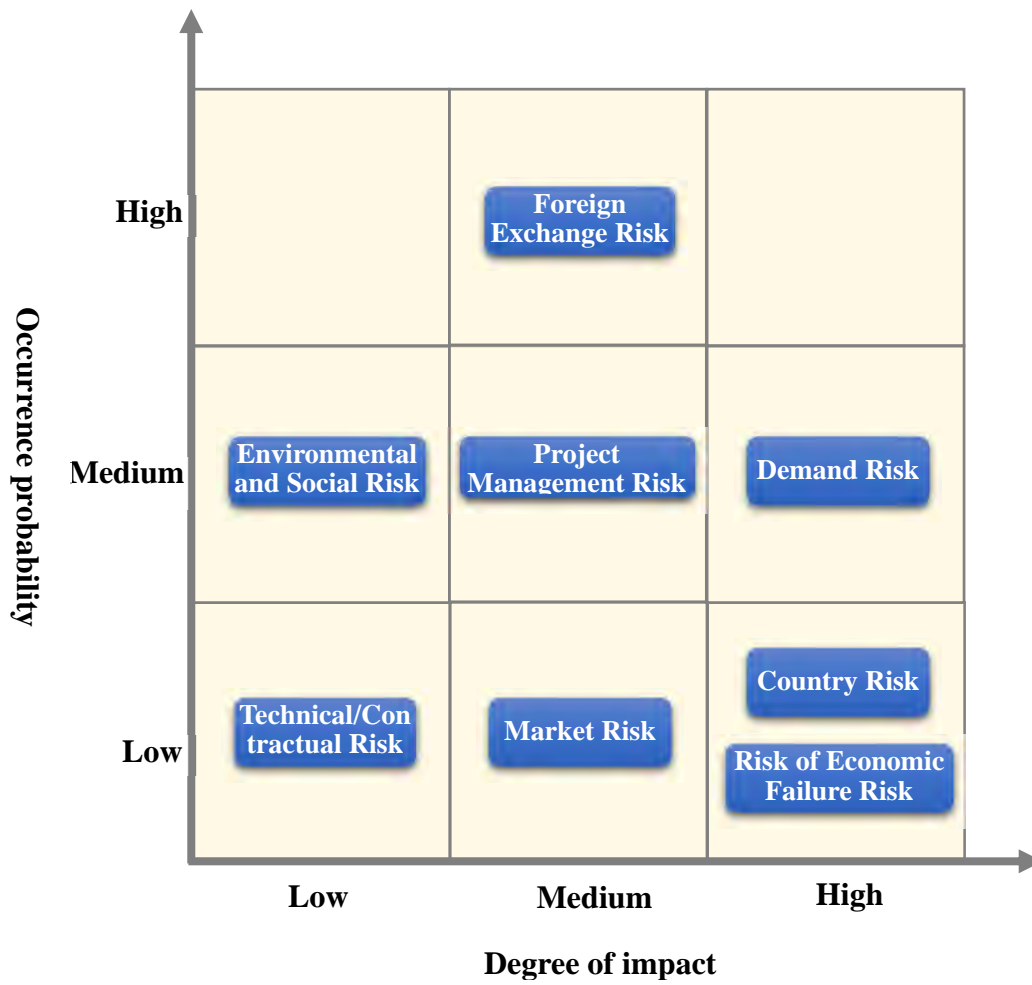 High
Foreign
Exchange Risk
Occurrence probability
Medium
Environmental
and Social Risk
Project
Management Risk
Demand Risk
Low
Technical/Con
tractual Risk
Market Risk
Country Risk
Risk of Economic
Failure Risk
Low
Medium
High
Degree of impact